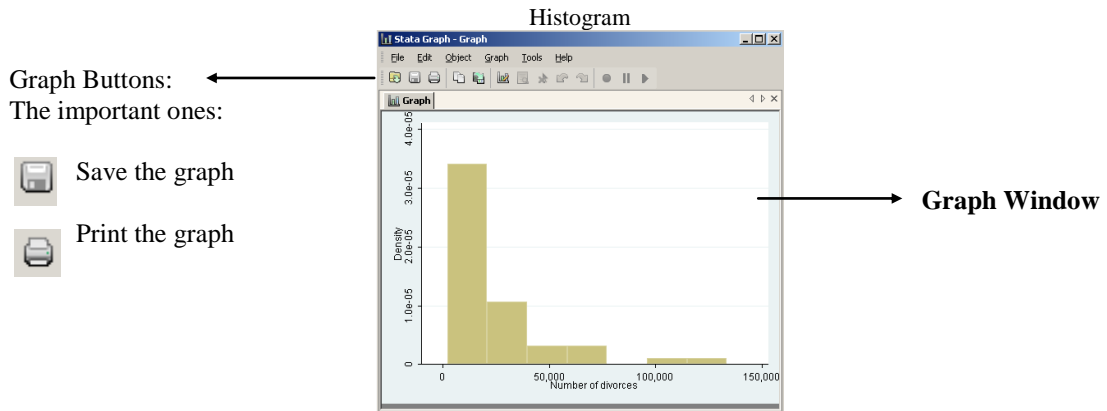 Histogram
Stata Graph - Graph
File Edit Object Graph Tools Help
Graph Buttons:
The important ones:
Save the graph
Print the graph
Graph
4.0e-05
3.0e-05
Density
2.0e-05
1.0e-05
0
0 50,000 100,000 150,000
Number of divorces
Graph Window